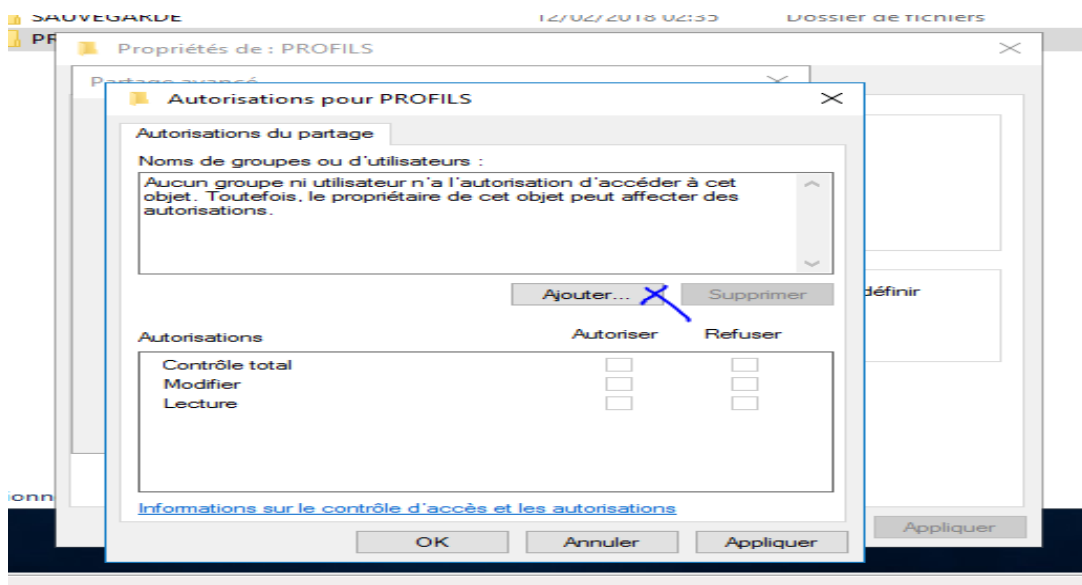 SAUVEGARDE 12/02/2018 02:35 Dossier de fichiers
Propriétés de : PROFILS
Partage avancé
Autorisations pour PROFILS
Autorisations du partage
Noms de groupes ou d'utilisateurs :
Aucun groupe ni utilisateur n'a l'autorisation d'accéder à cet
objet. Toutefois, le propriétaire de cet objet peut affecter des
autorisations.
Ajouter... Supprimer
définir
Autorisations Autoriser Refuser
Contrôle total
Modifier
Lecture
Informations sur le contrôle d'accès et les autorisations
Appliquer
OK Annuler Appliquer